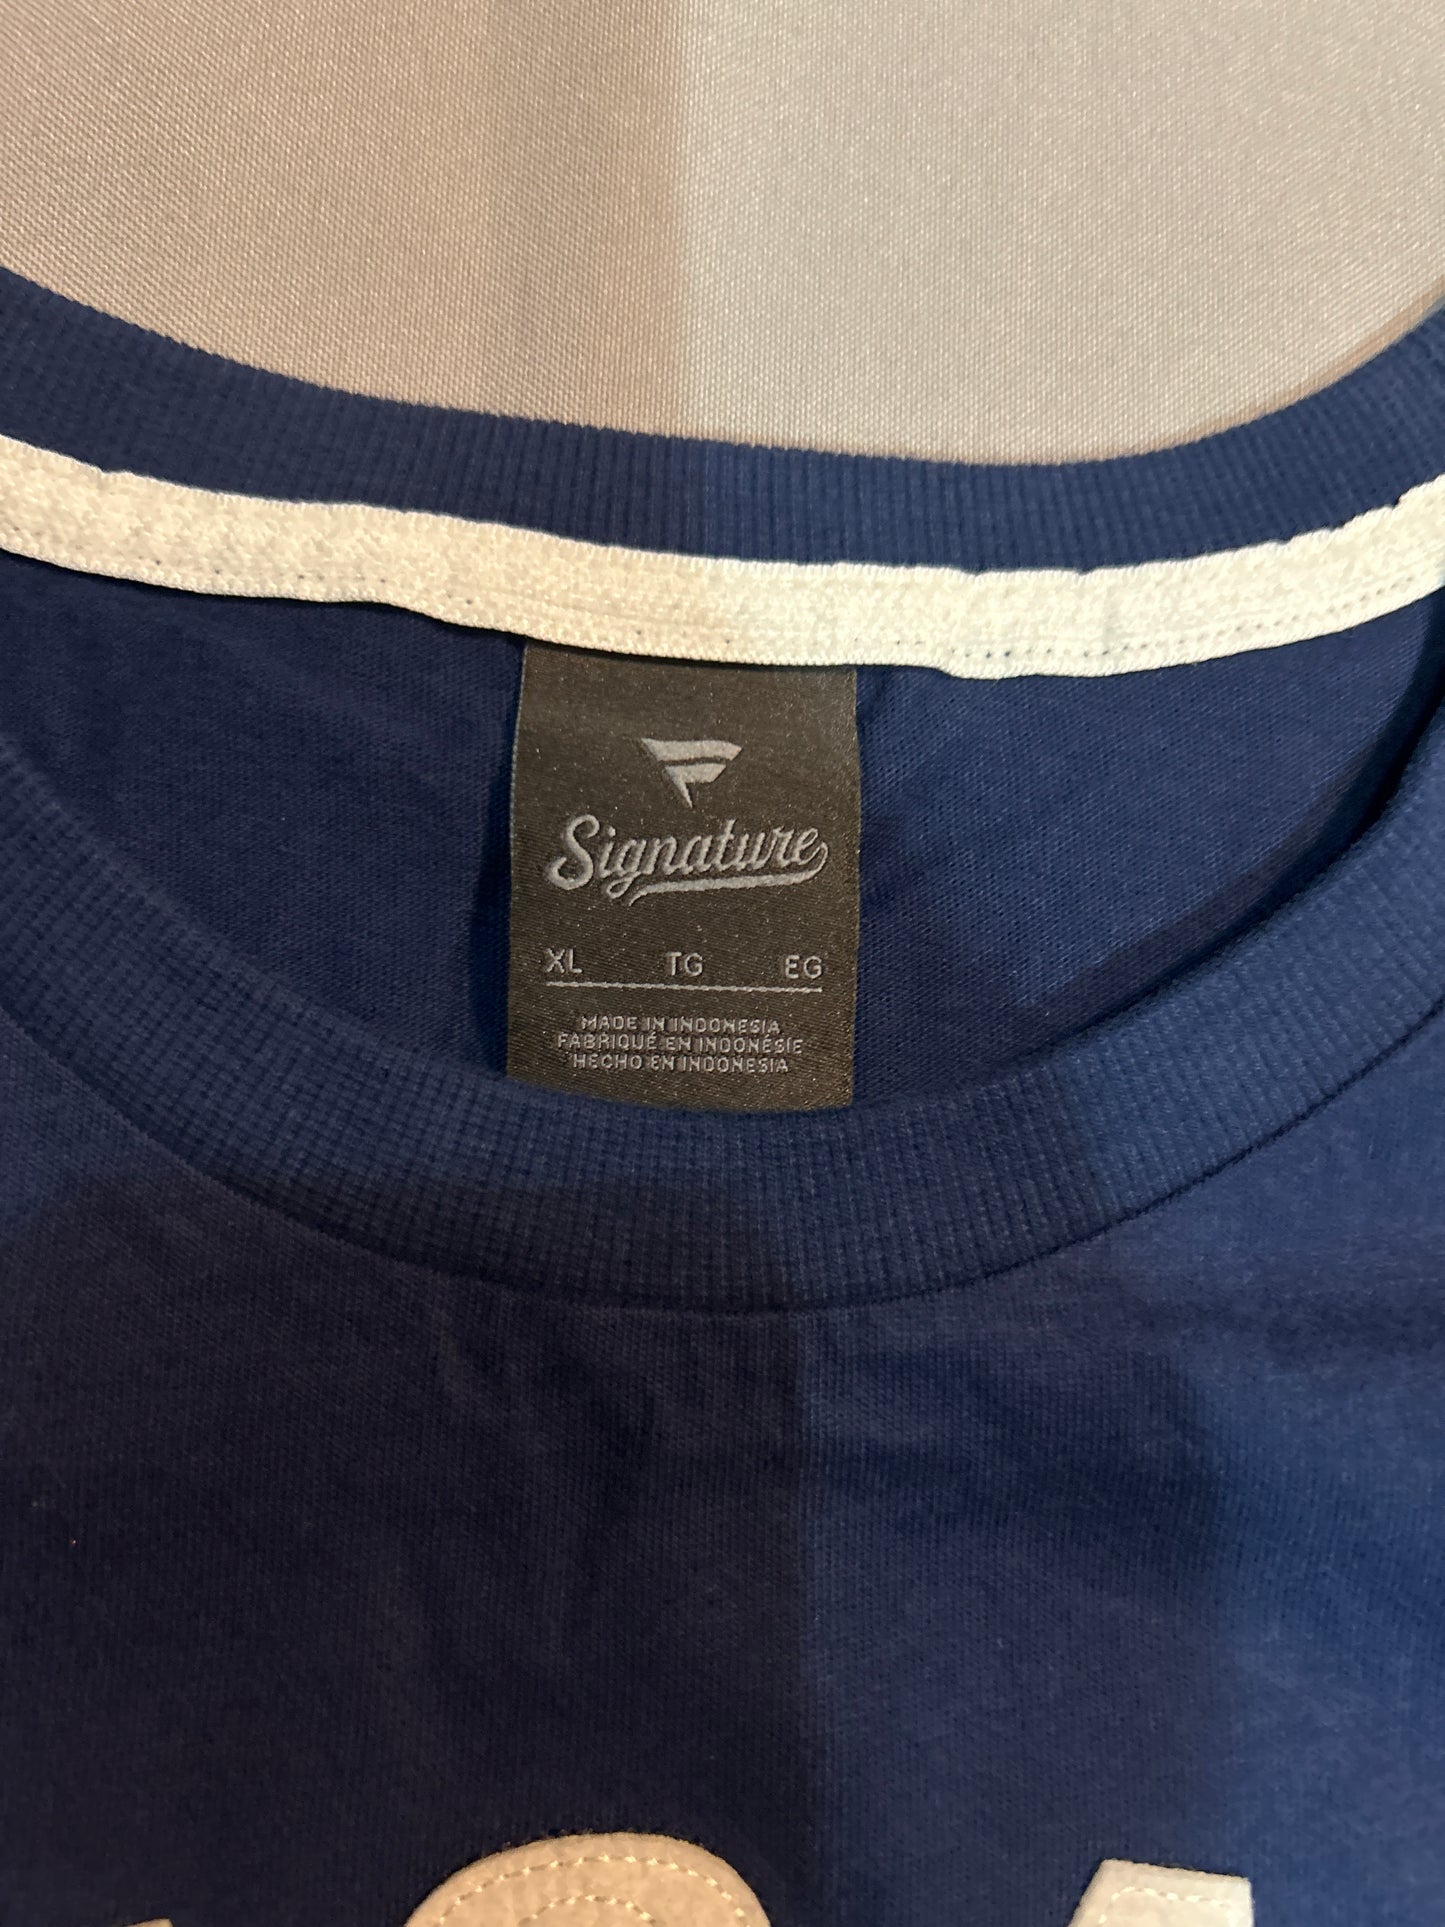 Signature
XL TG EG
MADE IN INDONESIA
FABRIQUÉ EN INDONÉSIE
HECHO EN INDONESIA